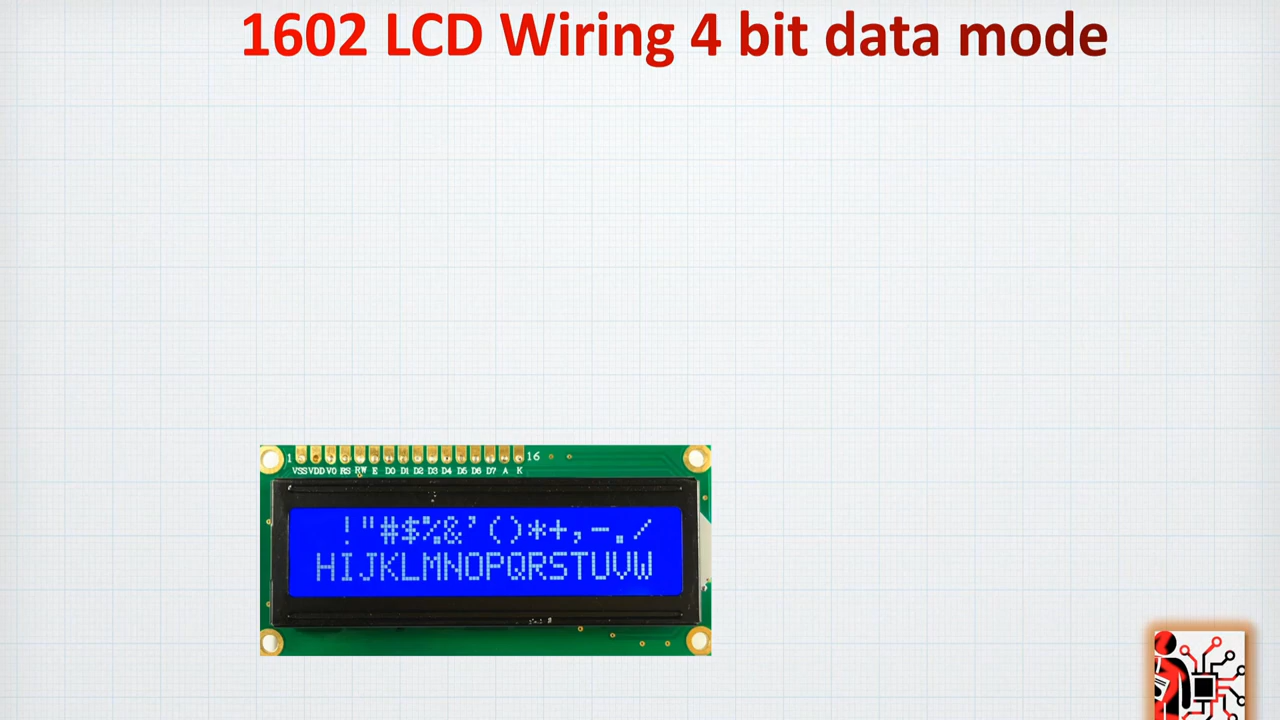 1602 LCD Wiring 4 bit data mode
1 16
VSS VDD V0 RS RW E D0 D1 D2 D3 D4 D5 D6 D7 A K
!"#$%&'()*+,-./
HIJKLMNOPQRSTUVW